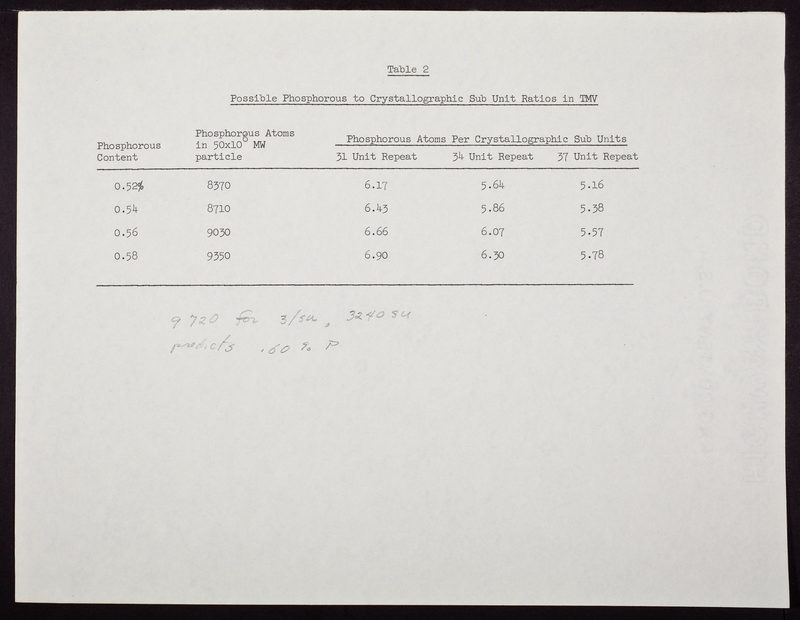 Table 2
Possible Phosphorous to Crystallographic Sub Unit Ratios in TMV
Phosphorous Content Phosphorous Atoms in 50x10⁶ MW particle Phosphorous Atoms Per Crystallographic Sub Units
31 Unit Repeat 34 Unit Repeat 37 Unit Repeat
0.52% 8370 6.17 5.64 5.16
0.54 8710 6.43 5.86 5.38
0.56 9030 6.66 6.07 5.57
0.58 9350 6.90 6.30 5.78
9720 for 3/su, 3240 su
predicts .60 % P